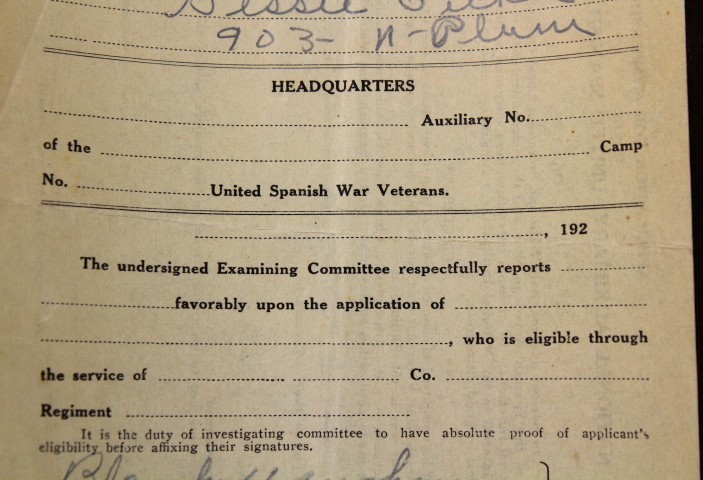 Bessie
903- N-Plum
HEADQUARTERS
Auxiliary No.
of the Camp
No. United Spanish War Veterans.
, 192
The undersigned Examining Committee respectfully reports
favorably upon the application of
, who is eligible through
the service of Co.
Regiment
It is the duty of investigating committee to have absolute proof of applicant's
eligibility before affixing their signatures.